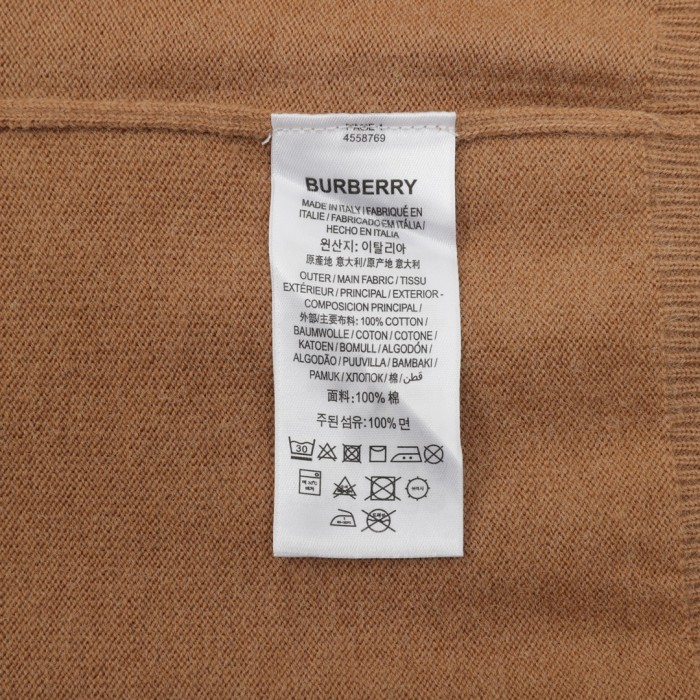 4558769
BURBERRY
MADE IN ITALY / FABRIQUÉ EN
ITALIE / FABRICADO EM ITÁLIA /
HECHO EN ITALIA
원산지: 이탈리아
原產地 意大利/原产地 意大利
OUTER / MAIN FABRIC / TISSU
EXTÉRIEUR / PRINCIPAL / EXTERIOR -
COMPOSICION PRINCIPAL /
外部/主要布料: 100% COTTON /
BAUMWOLLE / COTON / COTONE /
KATOEN / BOMULL / ALGODÓN /
ALGODÃO / PUUVILLA / BAMBAKI /
PAMUK / ХЛОПОК / 棉 / قطن
面料:100% 棉
주된 섬유:100% 면
30